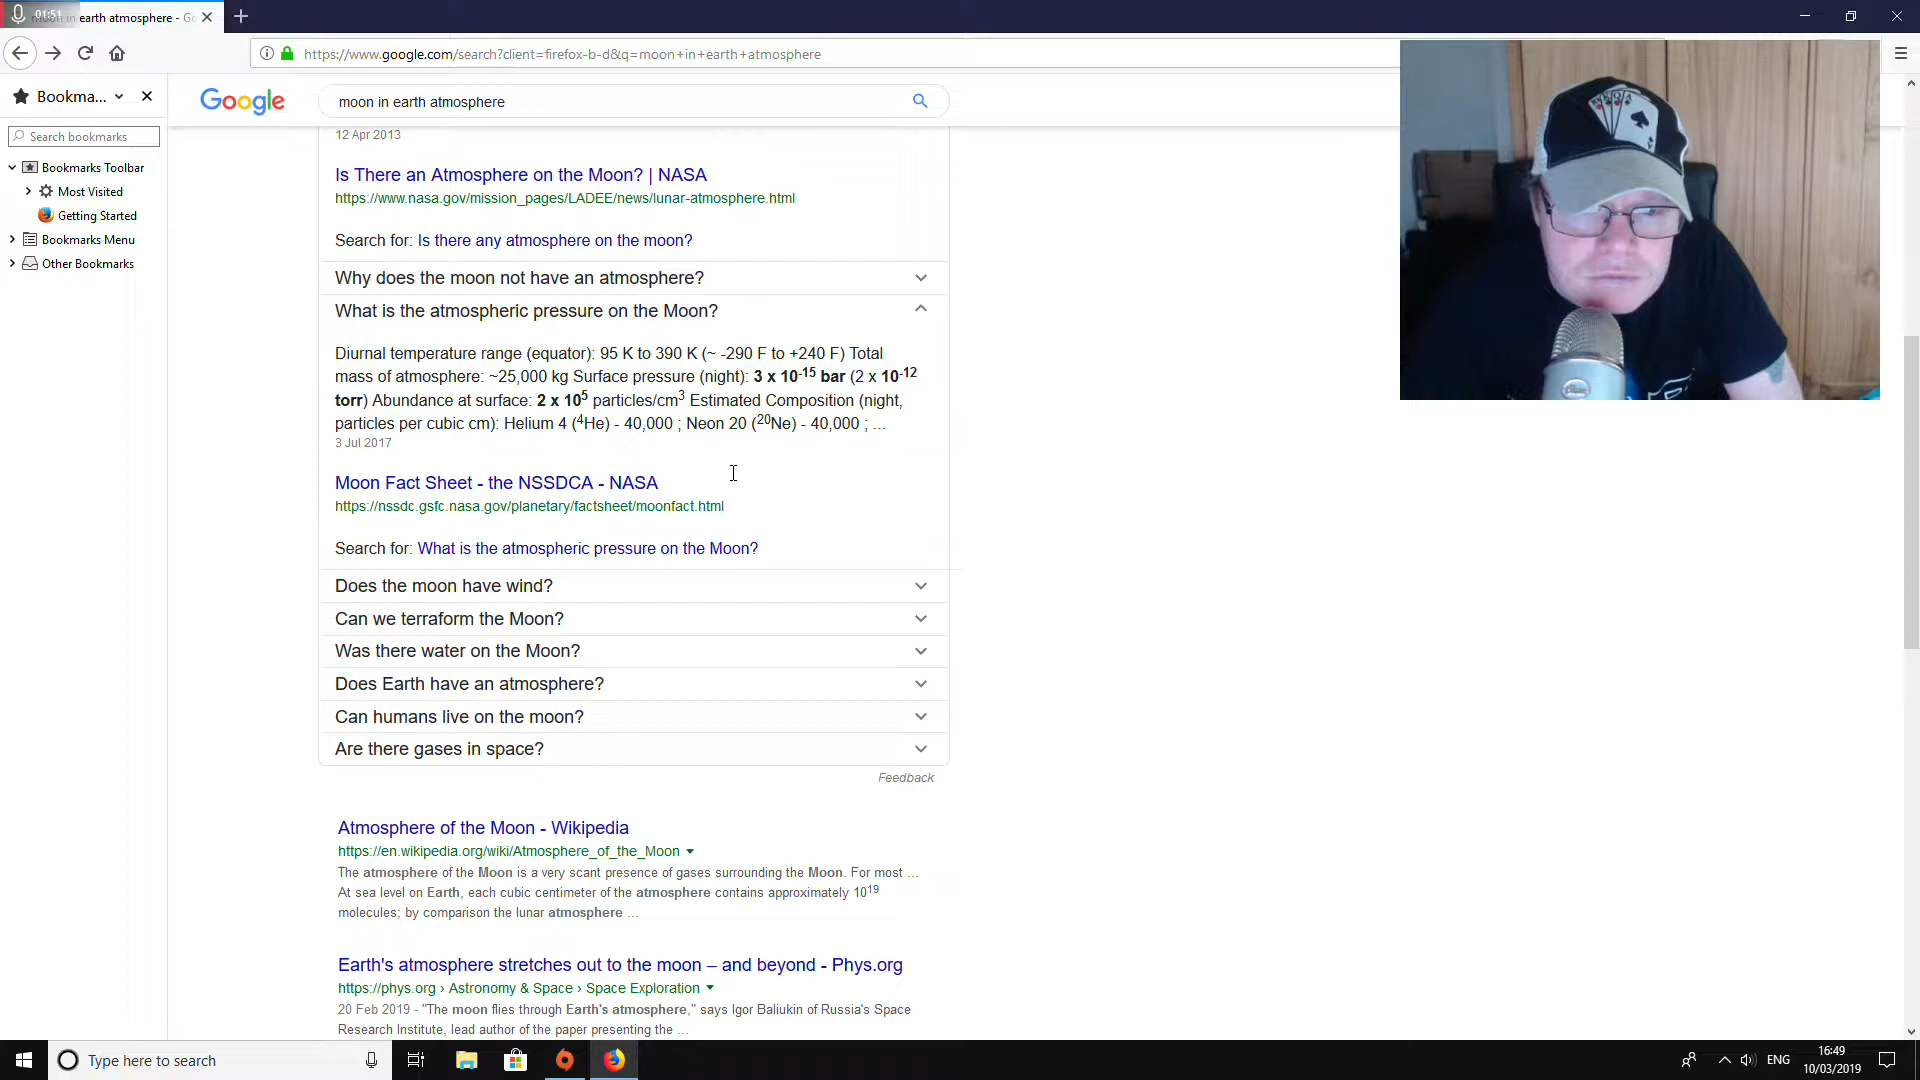 01:51
moon in earth atmosphere - Go
https://www.google.com/search?client=firefox-b-d&q=moon+in+earth+atmosphere
Bookma...
Search bookmarks
Bookmarks Toolbar
Most Visited
Getting Started
Bookmarks Menu
Other Bookmarks
Google
moon in earth atmosphere
12 Apr 2013
Is There an Atmosphere on the Moon? | NASA
https://www.nasa.gov/mission_pages/LADEE/news/lunar-atmosphere.html
Search for: Is there any atmosphere on the moon?
Why does the moon not have an atmosphere?
What is the atmospheric pressure on the Moon?
Diurnal temperature range (equator): 95 K to 390 K (~ -290 F to +240 F) Total
mass of atmosphere: ~25,000 kg Surface pressure (night): 3 x 10-15 bar (2 x 10-12
torr) Abundance at surface: 2 x 105 particles/cm3 Estimated Composition (night,
particles per cubic cm): Helium 4 (4He) - 40,000 ; Neon 20 (20Ne) - 40,000 ; ...
3 Jul 2017
Moon Fact Sheet - the NSSDCA - NASA
https://nssdc.gsfc.nasa.gov/planetary/factsheet/moonfact.html
Search for: What is the atmospheric pressure on the Moon?
Does the moon have wind?
Can we terraform the Moon?
Was there water on the Moon?
Does Earth have an atmosphere?
Can humans live on the moon?
Are there gases in space?
Feedback
Atmosphere of the Moon - Wikipedia
https://en.wikipedia.org/wiki/Atmosphere_of_the_Moon
The atmosphere of the Moon is a very scant presence of gases surrounding the Moon. For most ...
At sea level on Earth, each cubic centimeter of the atmosphere contains approximately 1019
molecules; by comparison the lunar atmosphere ...
Earth's atmosphere stretches out to the moon – and beyond - Phys.org
https://phys.org › Astronomy & Space › Space Exploration
20 Feb 2019 - "The moon flies through Earth's atmosphere," says Igor Baliukin of Russia's Space
Research Institute, lead author of the paper presenting the ...
Type here to search
ENG
16:49
10/03/2019